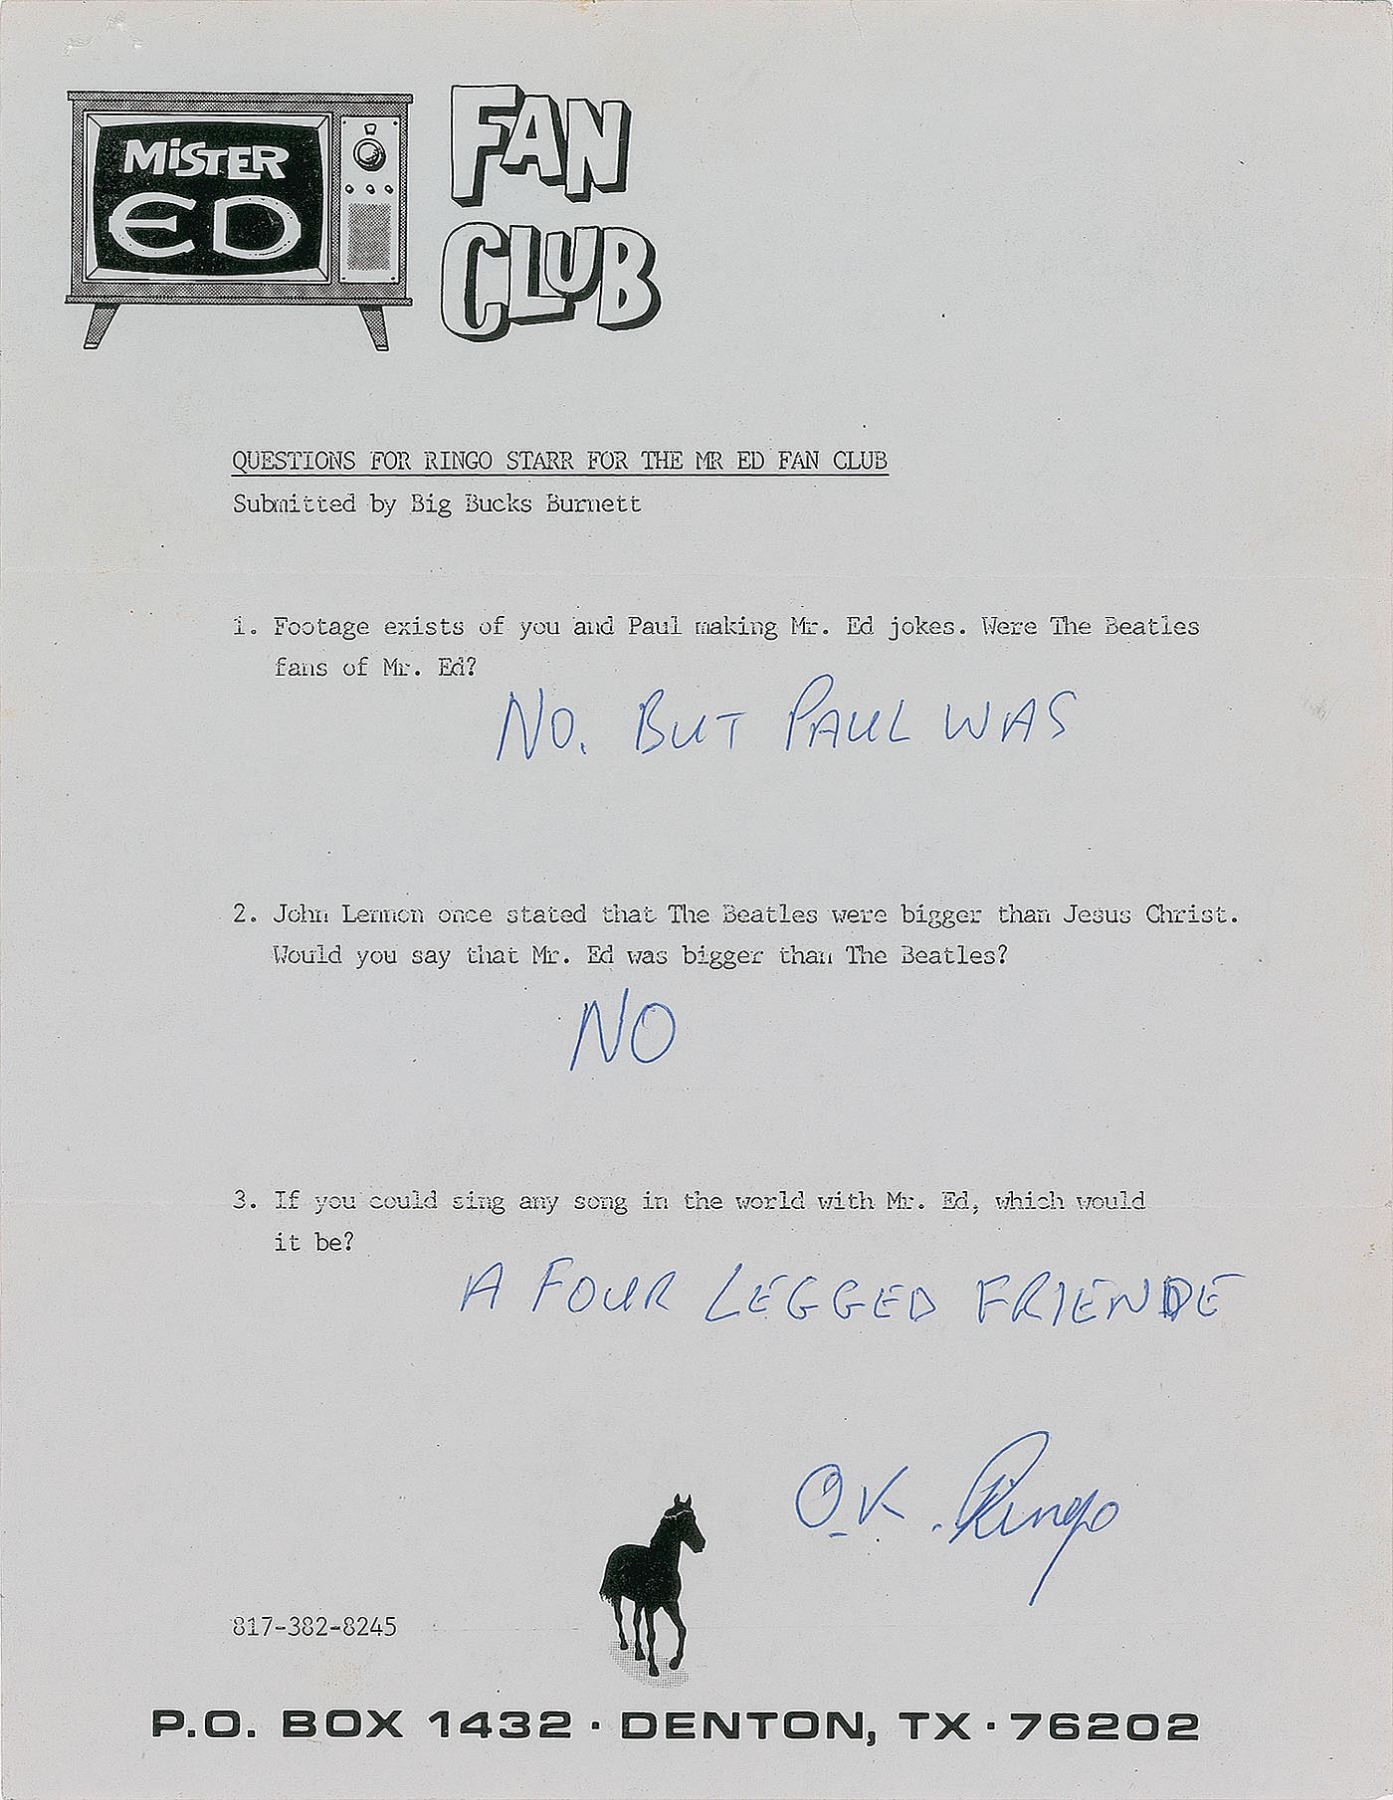 MiSTER
ED
FAN
CLUB
QUESTIONS FOR RINGO STARR FOR THE MR ED FAN CLUB
Submitted by Big Bucks Burnett
1. Footage exists of you and Paul making Mr. Ed jokes. Were The Beatles
fans of Mr. Ed?
NO. BUT PAUL WAS
2. John Lennon once stated that The Beatles were bigger than Jesus Christ.
Would you say that Mr. Ed was bigger than The Beatles?
NO
3. If you could sing any song in the world with Mr. Ed, which would
it be?
A FOUR LEGGED FRIENDE
O.K. Ringo
817-382-8245
P.O. BOX 1432 · DENTON, TX · 76202